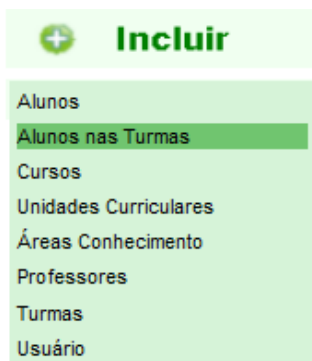 Incluir
Alunos
Alunos nas Turmas
Cursos
Unidades Curriculares
Áreas Conhecimento
Professores
Turmas
Usuário